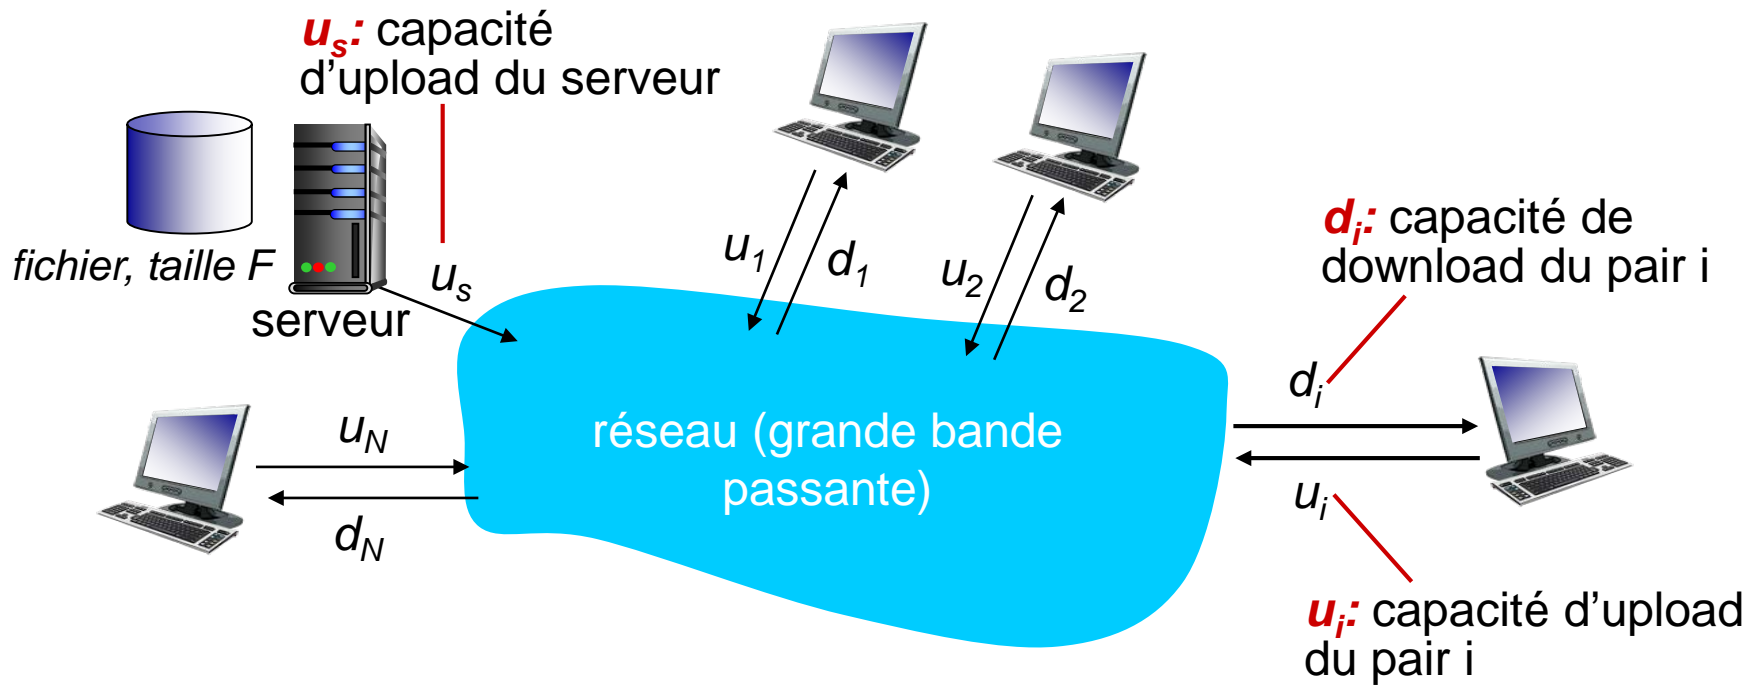 us: capacité
d’upload du serveur
fichier, taille F
us
serveur
u1
d1
u2
d2
di: capacité de
download du pair i
di
ui
uN
dN
réseau (grande bande
passante)
ui: capacité d’upload
du pair i